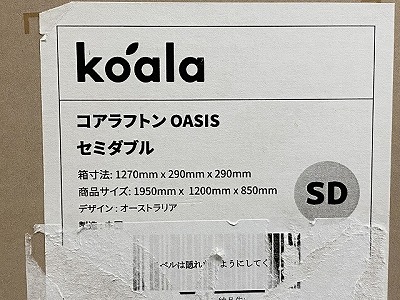 koala
コアラフトン OASIS
セミダブル
箱寸法: 1270mm x 290mm x 290mm
商品サイズ: 1950mm x 1200mm x 850mm
デザイン : オーストラリア
SD
ベルは隠れ
ようにしてく